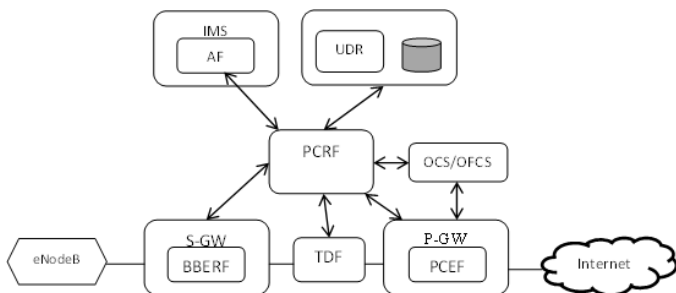 IMS
AF
UDR
PCRF
OCS/OFCS
eNodeB
S-GW
BBERF
TDF
P-GW
PCEF
Internet